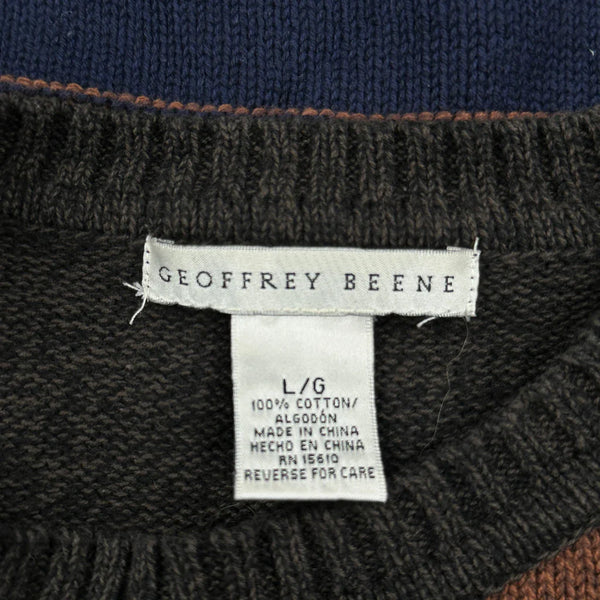 GEOFFREY BEENE
L/G
100% COTTON/
ALGODÓN
MADE IN CHINA
HECHO EN CHINA
RN 15610
REVERSE FOR CARE